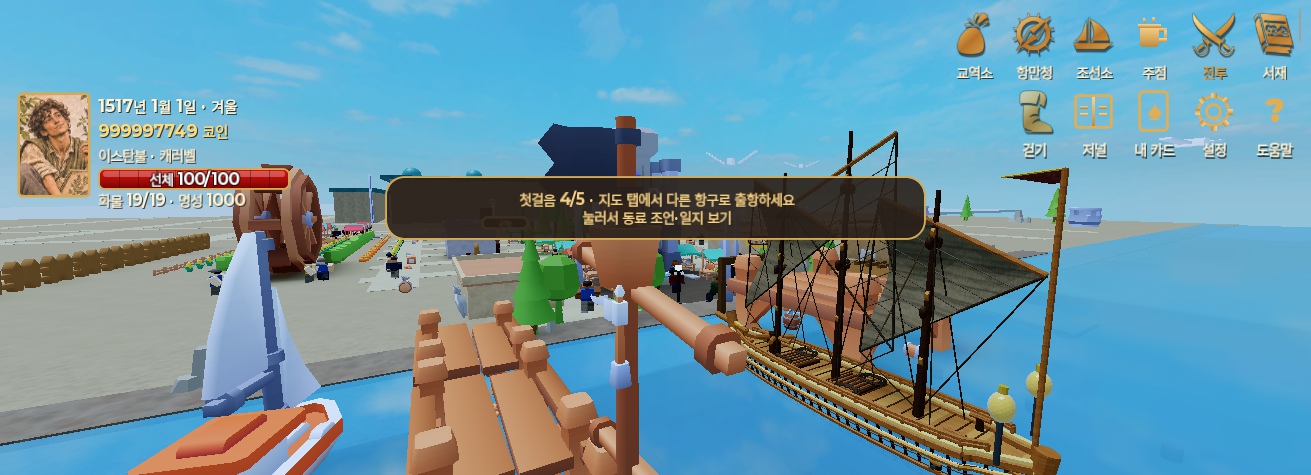 1517년 1월 1일 · 겨울
999997749 코인
이스탄불 · 캐러벨
선체 100/100
화물 19/19 · 명성 1000
첫걸음 4/5 · 지도 탭에서 다른 항구로 출항하세요
눌러서 동료 조언·일지 보기
교역소 항만청 조선소 주점 전투 서재
걷기 저널 내 카드 설정 도움말